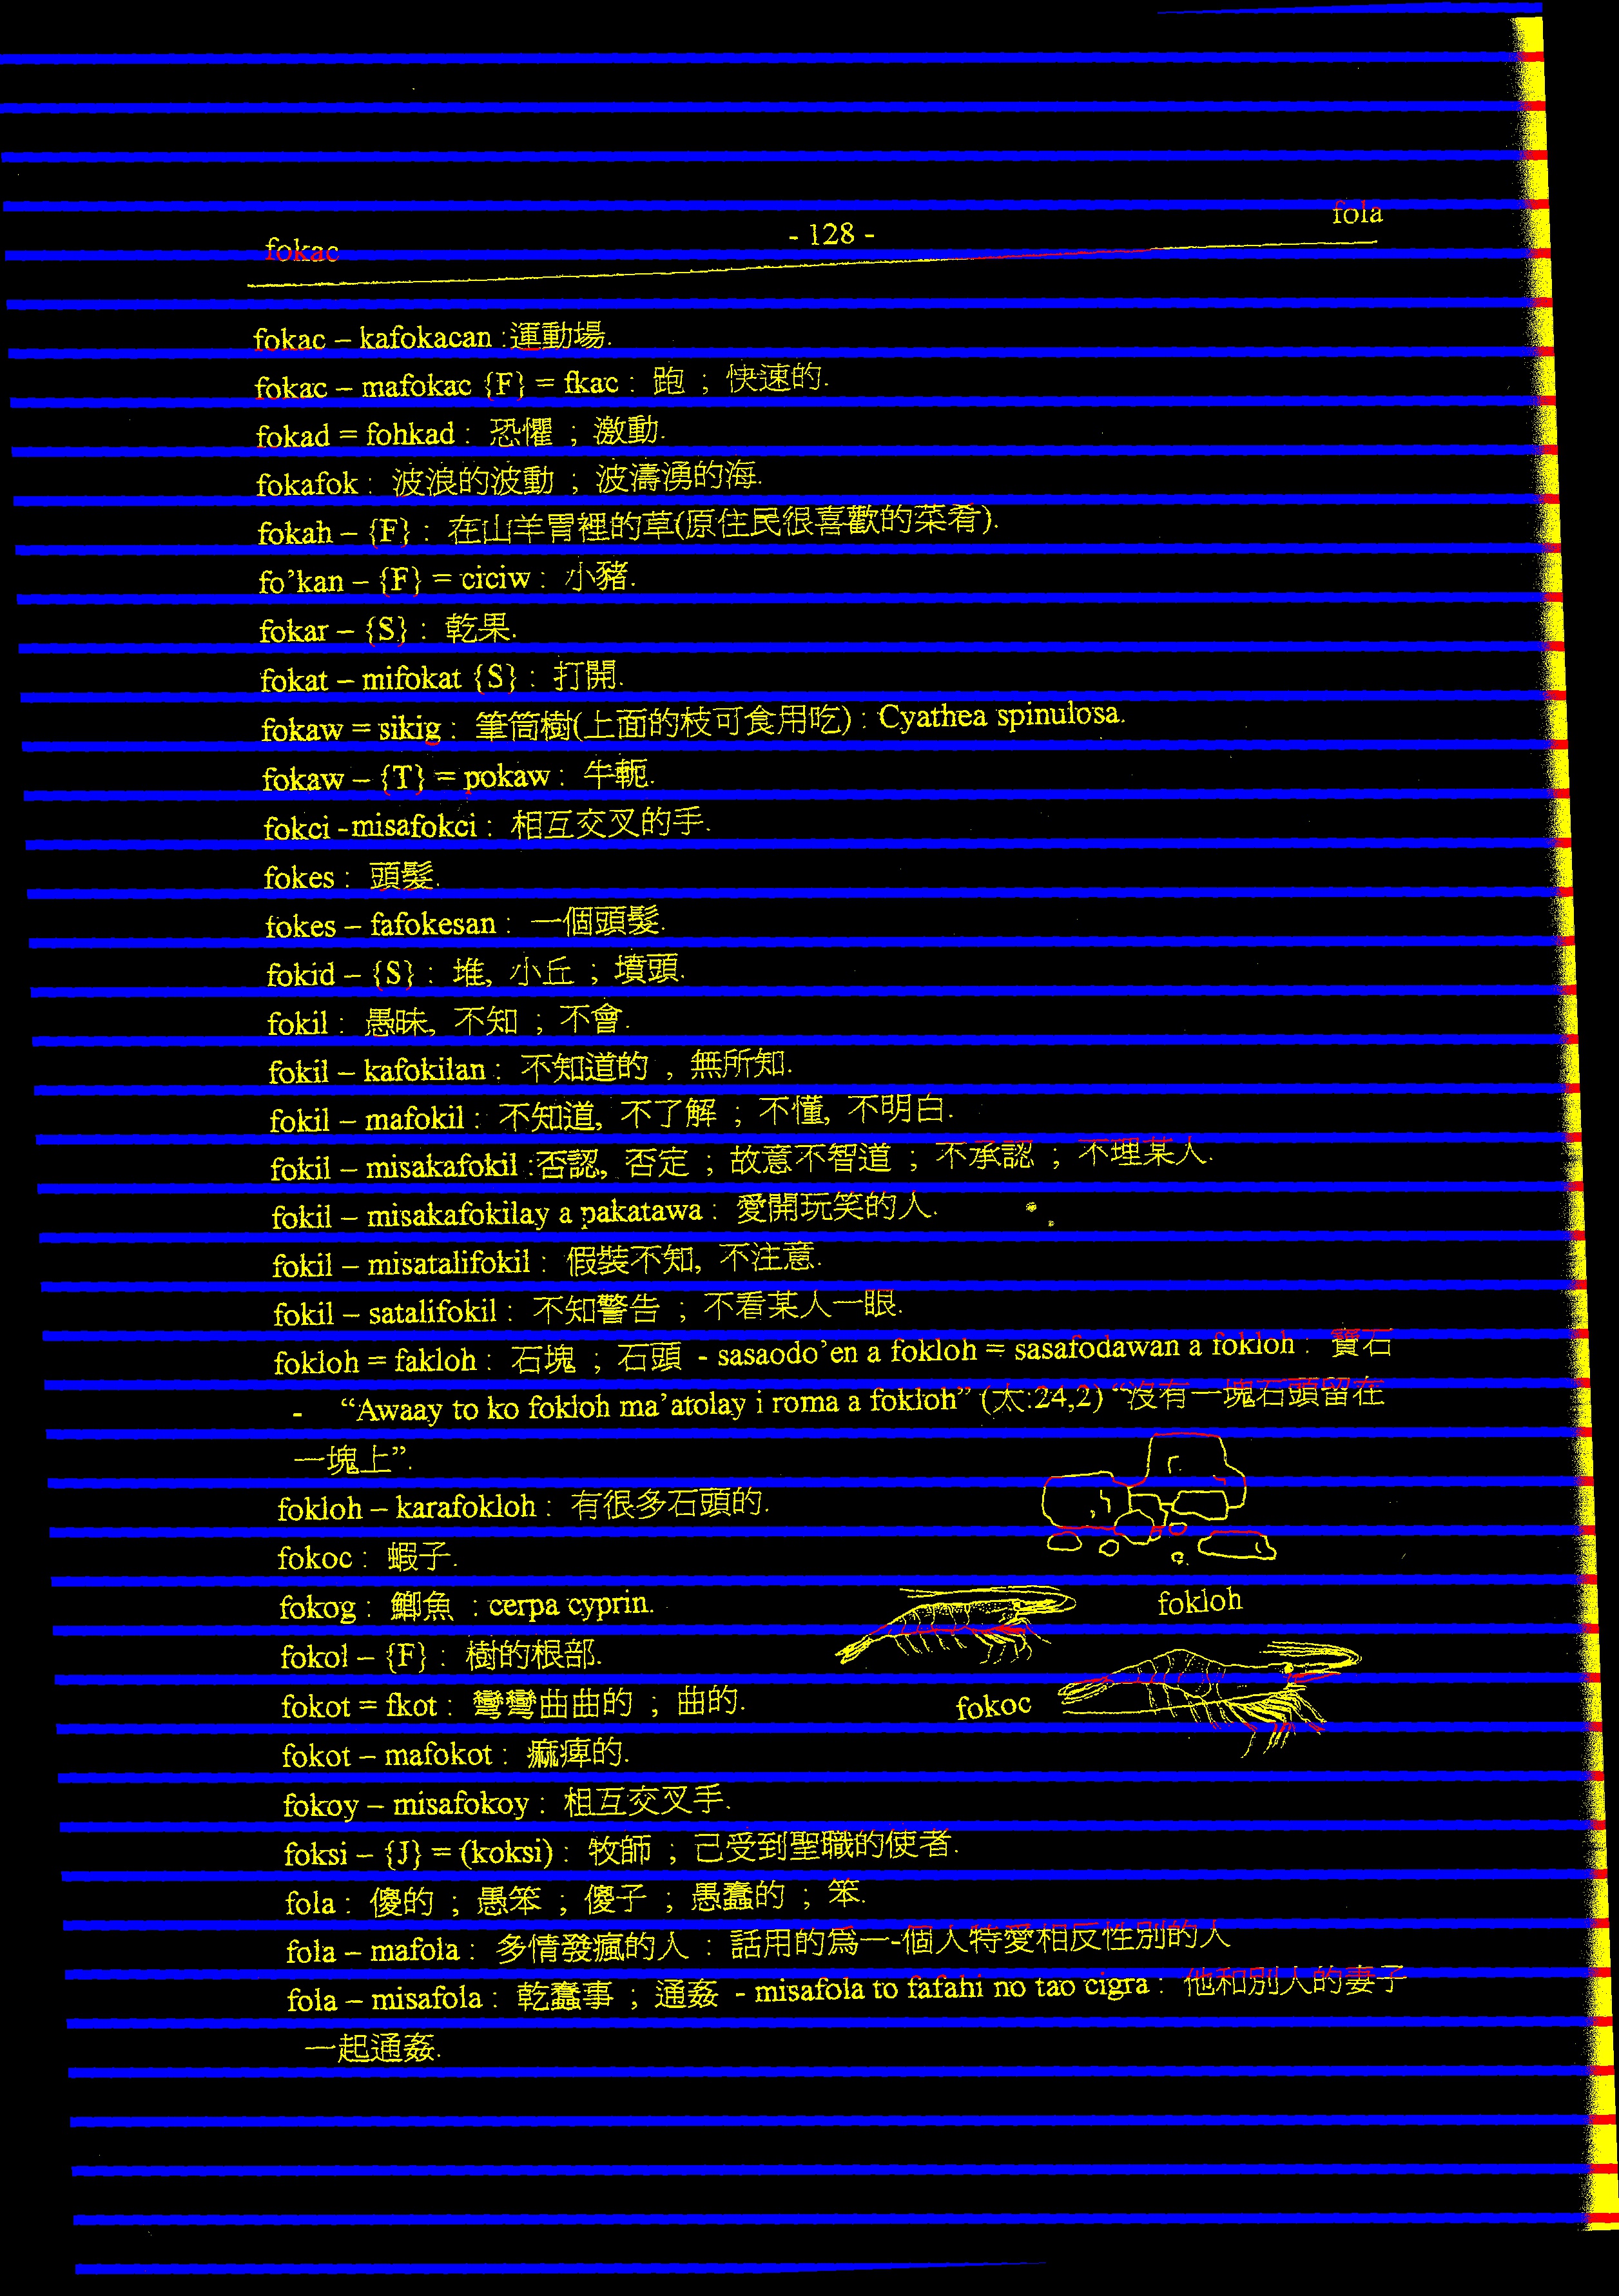 fokac - 128 - fola
fokac – kafokacan :運動場.
fokac – mafokac {F} = fkac : 跑 ; 快速的.
fokad = fohkad : 恐懼 ; 激動.
fokafok : 波浪的波動 ; 波濤湧的海.
fokah – {F} : 在山羊胃裡的草(原住民很喜歡的菜肴).
fo’kan – {F} = ciciw : 小豬.
fokar – {S} : 乾果.
fokat – mifokat {S} : 打開.
fokaw = sikig : 筆筒樹(上面的枝可食用吃) : Cyathea spinulosa.
fokaw – {T} = pokaw : 牛軛.
fokci -misafokci : 相互交叉的手.
fokes : 頭髮.
fokes – fafokesan : 一個頭髮.
fokid – {S} : 堆, 小丘 ; 墳頭.
fokil : 愚昧, 不知 ; 不會.
fokil – kafokilan : 不知道的 , 無所知.
fokil – mafokil : 不知道, 不了解 ; 不懂, 不明白.
fokil – misakafokil :否認, 否定 ; 故意不智道 ; 不承認 ; 不理某人.
fokil – misakafokilay a pakatawa : 愛開玩笑的人.
fokil – misatalifokil : 假裝不知, 不注意.
fokil – satalifokil : 不知警告 ; 不看某人一眼.
fokloh = fakloh : 石塊 ; 石頭 - sasaodo’en a fokloh = sasafodawan a fokloh : 寶石
- “Awaay to ko fokloh ma’atolay i roma a fokloh” (太:24,2) “沒有一塊石頭留在
一塊上”.
fokloh – karafokloh : 有很多石頭的.
fokoc : 蝦子.
fokog : 鯽魚 : cerpa cyprin.
fokloh
fokol – {F} : 樹的根部.
fokot = fkot : 彎彎曲曲的 ; 曲的.
fokoc
fokot – mafokot : 痲痺的.
fokoy – misafokoy : 相互交叉手.
foksi – {J} = (koksi) : 牧師 ; 己受到聖職的使者.
fola : 傻的 ; 愚笨 ; 傻子 ; 愚蠢的 ; 笨.
fola – mafola : 多情發瘋的人 : 話用的為一-個人特愛相反性別的人
fola – misafola : 乾蠢事 ; 通姦 - misafola to fafahi no tao cigra : 他和別人的妻子
一起通姦.